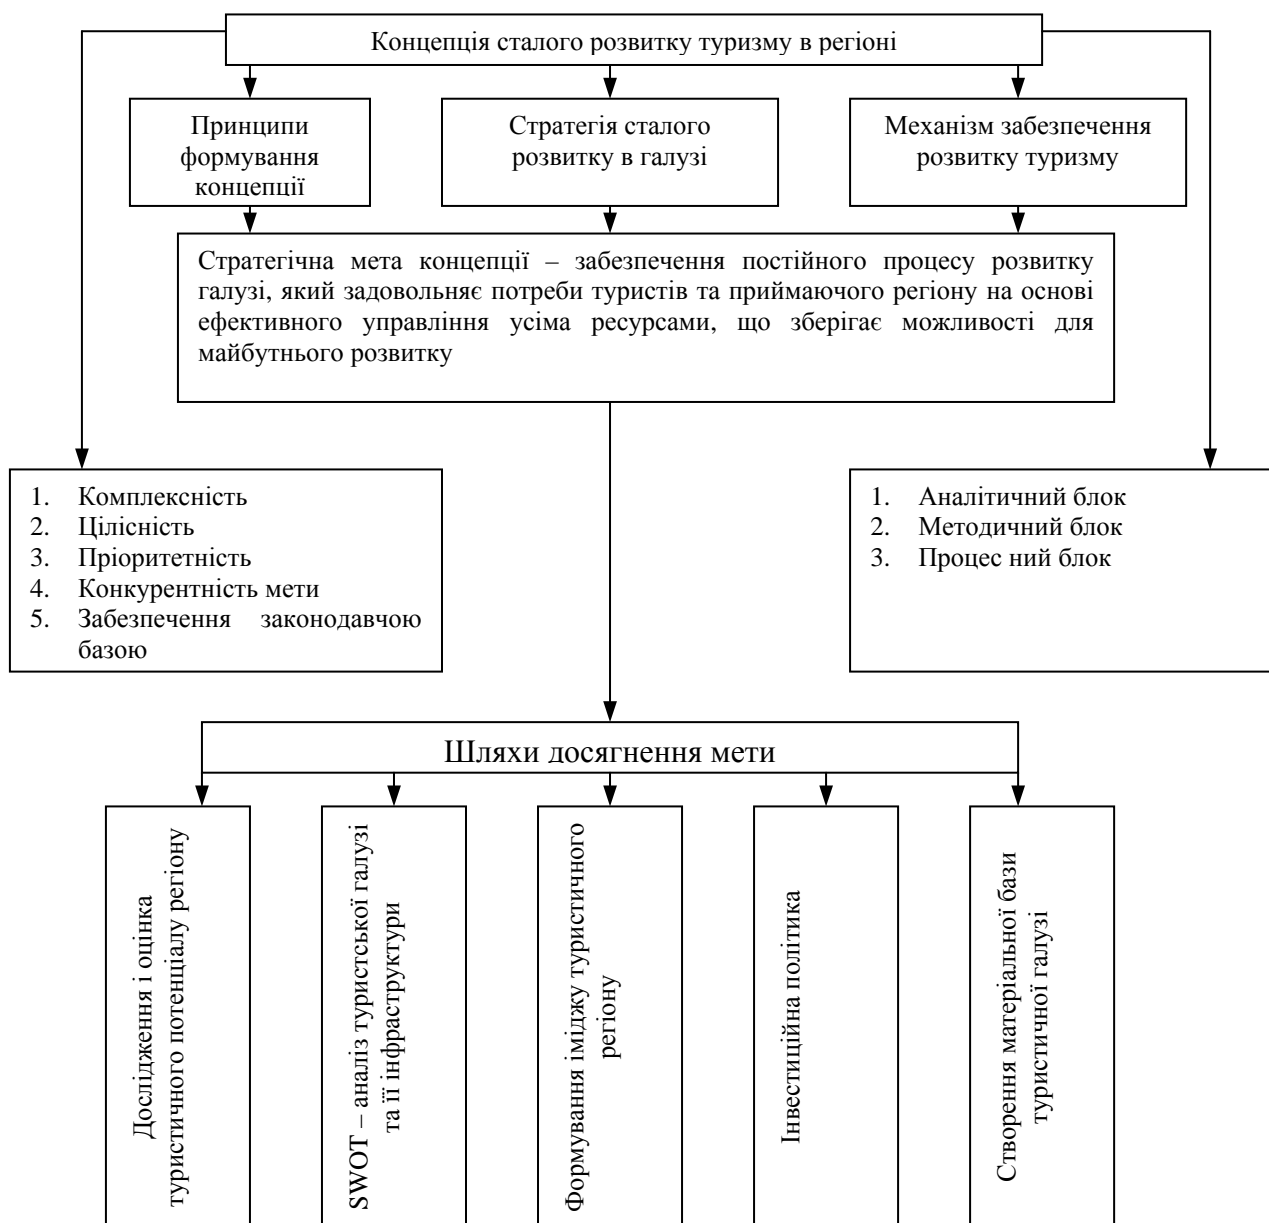 Концепція сталого розвитку туризму в регіоні
Принципи
формування
концепції
Стратегія сталого
розвитку в галузі
Механізм забезпечення
розвитку туризму
Стратегічна мета концепції – забезпечення постійного процесу розвитку
галузі, який задовольняє потреби туристів та приймаючого регіону на основі
ефективного управління усіма ресурсами, що зберігає можливості для
майбутнього розвитку
1. Комплексність
2. Цілісність
3. Пріоритетність
4. Конкурентність мети
5. Забезпечення законодавчою
базою
1. Аналітичний блок
2. Методичний блок
3. Процес ний блок
Шляхи досягнення мети
Дослідження і оцінка
туристичного потенціалу регіону
SWOT – аналіз туристської галузі
та її інфраструктури
Формування іміджу туристичного
регіону
Інвестиційна політика
Створення матеріальної бази
туристичної галузі